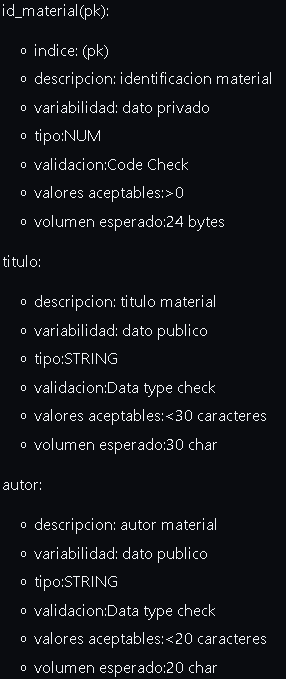 id_material(pk):
indice: (pk)
descripcion: identificacion material
variabilidad: dato privado
tipo:NUM
validacion:Code Check
valores aceptables:>0
volumen esperado:24 bytes
titulo:
descripcion: titulo material
variabilidad: dato publico
tipo:STRING
validacion:Data type check
valores aceptables:<30 caracteres
volumen esperado:30 char
autor:
descripcion: autor material
variabilidad: dato publico
tipo:STRING
validacion:Data type check
valores aceptables:<20 caracteres
volumen esperado:20 char